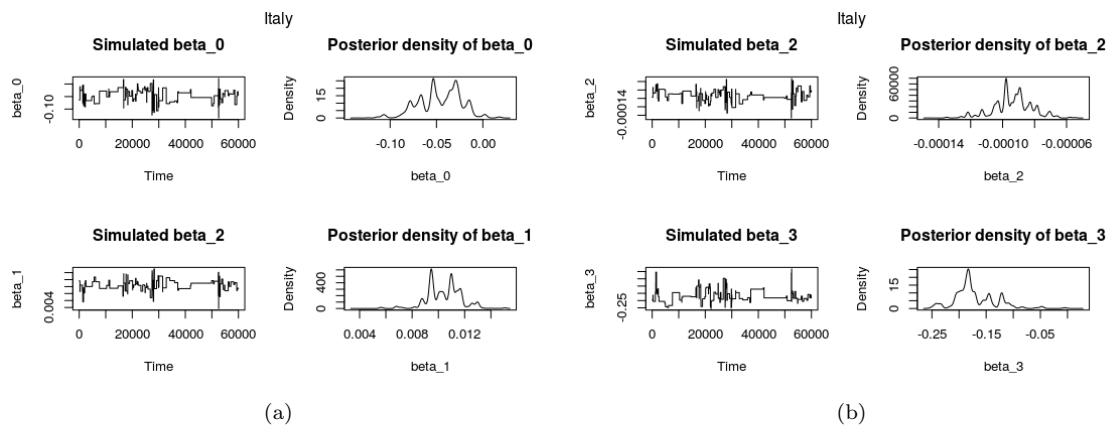 Italy
Simulated beta_0
Posterior density of beta_0
beta_0
-0.10
0 20000 40000 60000
Time
Density
0 15
-0.10 -0.05 0.00
beta_0
Simulated beta_2
Posterior density of beta_1
beta_1
0.004
0 20000 40000 60000
Time
Density
0 400
0.004 0.008 0.012
beta_1
(a)
Italy
Simulated beta_2
Posterior density of beta_2
beta_2
-0.00014
0 20000 40000 60000
Time
Density
0 60000
-0.00014 -0.00010 -0.00006
beta_2
Simulated beta_3
Posterior density of beta_3
beta_3
-0.25
0 20000 40000 60000
Time
Density
0 15
-0.25 -0.15 -0.05
beta_3
(b)